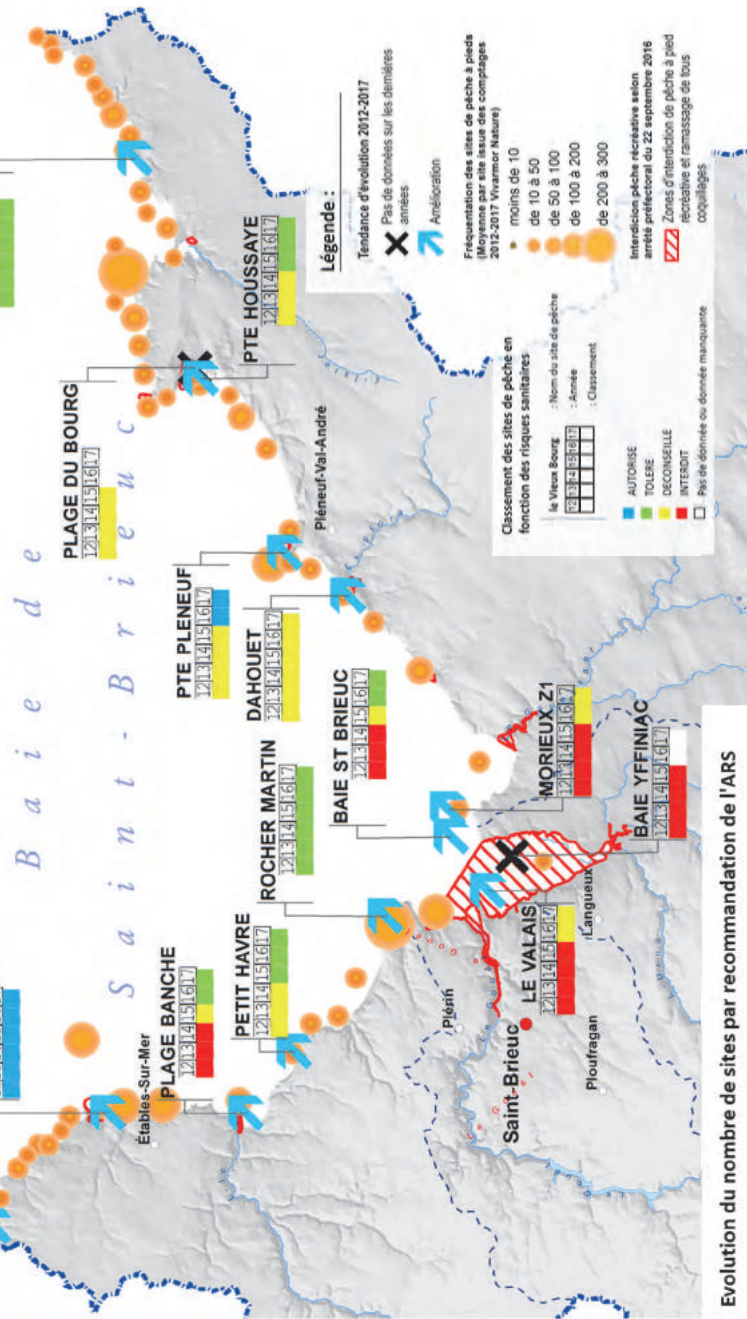 Baie de
Saint-Brieuc
PLAGE DU BOURG
12 13 14 15 16 17
PTE HOUSSAYE
12 13 14 15 16 17
PTE PLENEUF
12 13 14 15 16 17
DAHOUET
12 13 14 15 16 17
Pléneuf-Val-André
ROCHER MARTIN
12 13 14 15 16 17
BAIE ST BRIEUC
12 13 14 15 16 17
PLAGE BANCHE
12 13 14 15 16 17
PETIT HAVRE
12 13 14 15 16 17
Étables-Sur-Mer
MORIEUX Z1
12 13 14 15 16 17
BAIE YFFINIAC
12 13 14 15 16 17
LE VALAIS
12 13 14 15 16 17
Langueux
Plérin
Saint-Brieuc
Ploufragan
Légende :
Tendance d'évolution 2012-2017
Pas de données sur les dernières
années
Amélioration
Fréquentation des sites de pêche à pieds
(Moyenne par site issue des comptages
2012-2017 Vivarmor Nature)
moins de 10
de 10 à 50
de 50 à 100
de 100 à 200
de 200 à 300
Interdicion pêche récréative selon
arrêté préfectoral du 22 septembre 2016
Zones d'interdiction de pêche à pied
récréative et ramassage de tous
coquillages
Classement des sites de pêche en
fonction des risques sanitaires
le Vieux Bourg : Nom du site de pêche
12 13 14 15 16 17 : Année
: Classement
AUTORISE
TOLERE
DECONSEILLE
INTERDIT
Pas de donnée ou donnée manquante
Evolution du nombre de sites par recommandation de l'ARS